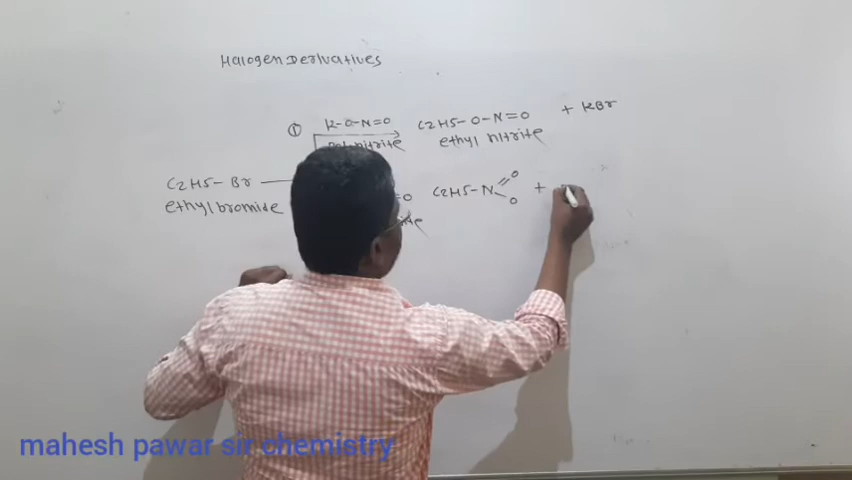 Halogen Derivatives
① K-O-N=O C2H5-O-N=O + KBr
ethyl nitrite
C2H5-Br
ethyl bromide
=O C2H5-N=O +
O
mahesh pawar sir chemistry